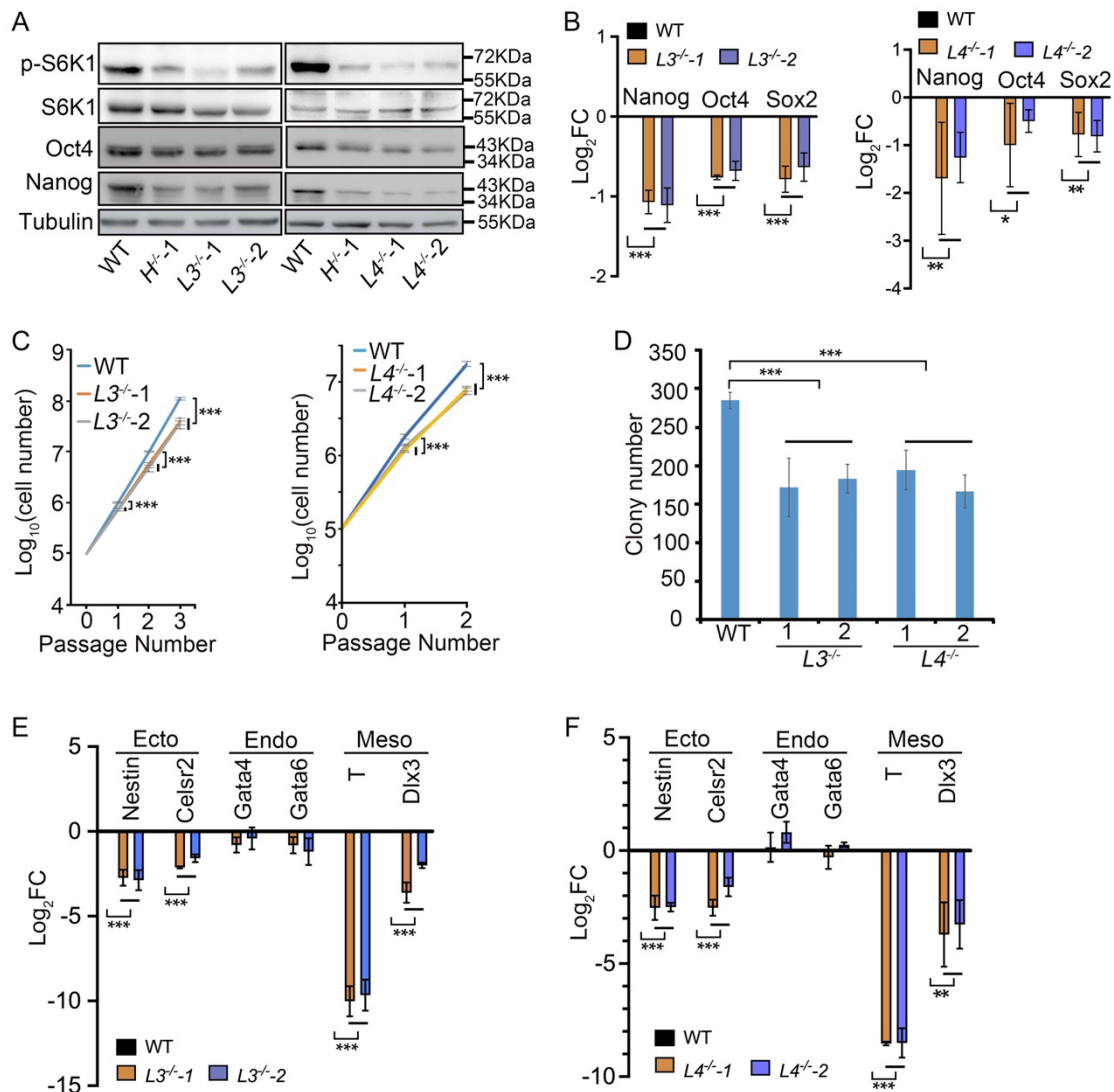 A
p-S6K1
72KDa
55KDa
S6K1
72KDa
55KDa
Oct4
43KDa
34KDa
Nanog
43KDa
34KDa
Tubulin
55KDa
WT H-/--1 L3-/--1 L3-/--2 WT H-/--1 L4-/--1 L4-/--2
B
WT
L3-/--1 L3-/--2
Nanog Oct4 Sox2
Log2FC
1
0
-1
-2
*** *** ***
WT
L4-/--1 L4-/--2
Nanog Oct4 Sox2
Log2FC
1
0
-1
-2
-3
-4
** * **
C
WT
L3-/--1
L3-/--2
Log10(cell number)
9
8
7
6
5
4
***
***
***
0 1 2 3
Passage Number
WT
L4-/--1
L4-/--2
Log10(cell number)
7
6
5
4
***
***
0 1 2
Passage Number
D
Clony number
350
300
250
200
150
100
50
0
***
***
WT 1 2 1 2
L3-/- L4-/-
E
Ecto Endo Meso
Nestin Celsr2 Gata4 Gata6 T Dlx3
Log2FC
5
0
-5
-10
-15
*** *** *** ***
WT
L3-/--1 L3-/--2
F
Ecto Endo Meso
Nestin Celsr2 Gata4 Gata6 T Dlx3
Log2FC
5
0
-5
-10
*** *** *** **
WT
L4-/--1 L4-/--2